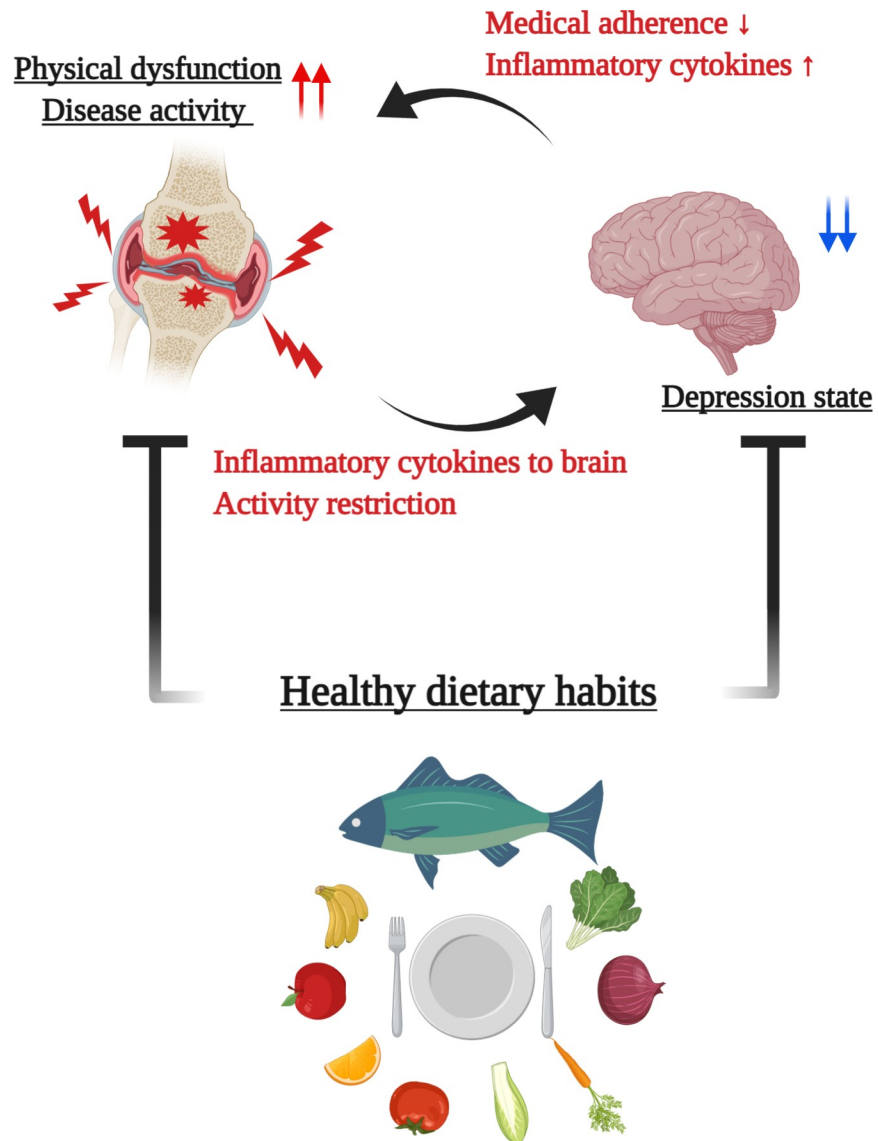 Medical adherence ↓
Inflammatory cytokines ↑
Physical dysfunction
Disease activity
Depression state
Inflammatory cytokines to brain
Activity restriction
Healthy dietary habits